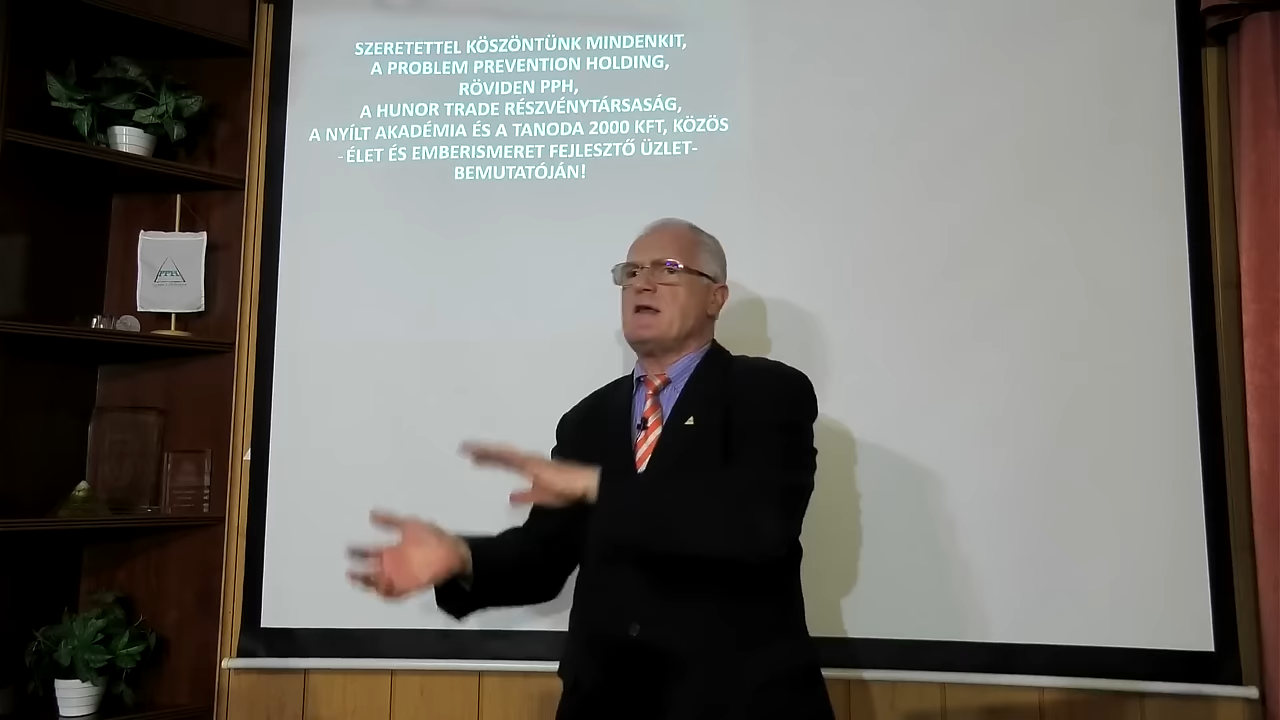 SZERETETTEL KÖSZÖNTÜNK MINDENKIT,
A PROBLEM PREVENTION HOLDING,
RÖVIDEN PPH,
A HUNOR TRADE RÉSZVÉNYTÁRSASÁG,
A NYÍLT AKADÉMIA ÉS A TANODA 2000 KFT, KÖZÖS
-ÉLET ÉS EMBERISMERET FEJLESZTŐ ÜZLET-
BEMUTATÓJÁN!
PPH